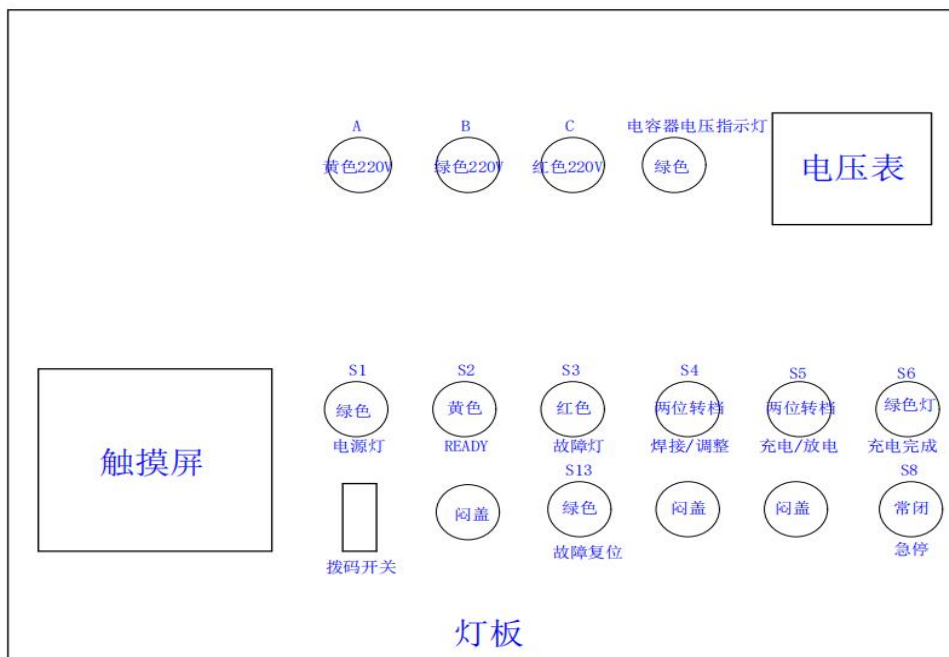 A B C 电容器电压指示灯
黄色220V 绿色220V 红色220V 绿色 电压表
S1 S2 S3 S4 S5 S6
绿色 黄色 红色 两位转档 两位转档 绿色灯
电源灯 READY 故障灯 焊接/调整 充电/放电 充电完成
触摸屏
S13 S8
闷盖 绿色 闷盖 闷盖 常闭
拨码开关 故障复位 急停
灯板